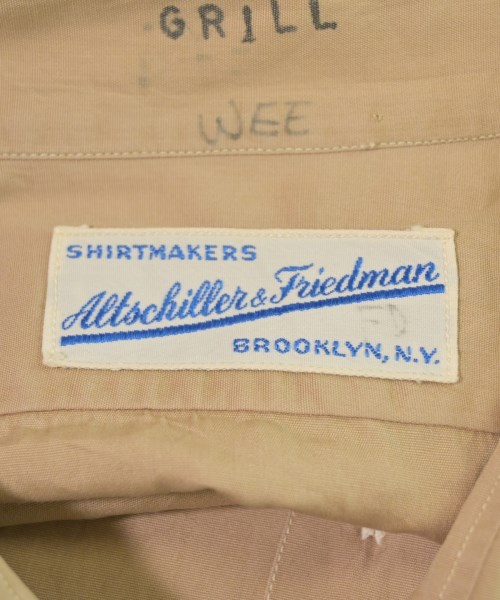 GRILL
WEE
SHIRTMAKERS
Altschiller & Friedman
BROOKLYN, N.Y.